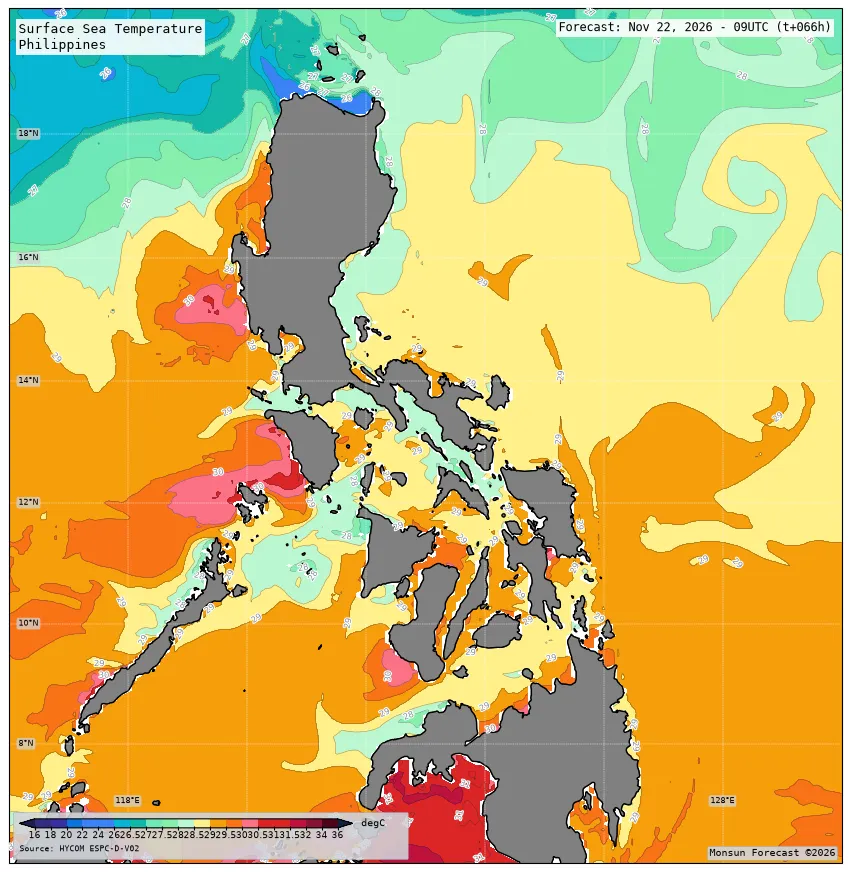 Surface Sea Temperature
Philippines
Forecast: Nov 22, 2026 - 09UTC (t+066h)
18°N
16°N
14°N
12°N
10°N
8°N
118°E
128°E
16 18 20 22 24 26 26.5 27 27.5 28 28.5 29 29.5 30 30.5 31 31.5 32 34 36 degC
Source: HYCOM ESPC-D-V02
Monsun Forecast ©2026